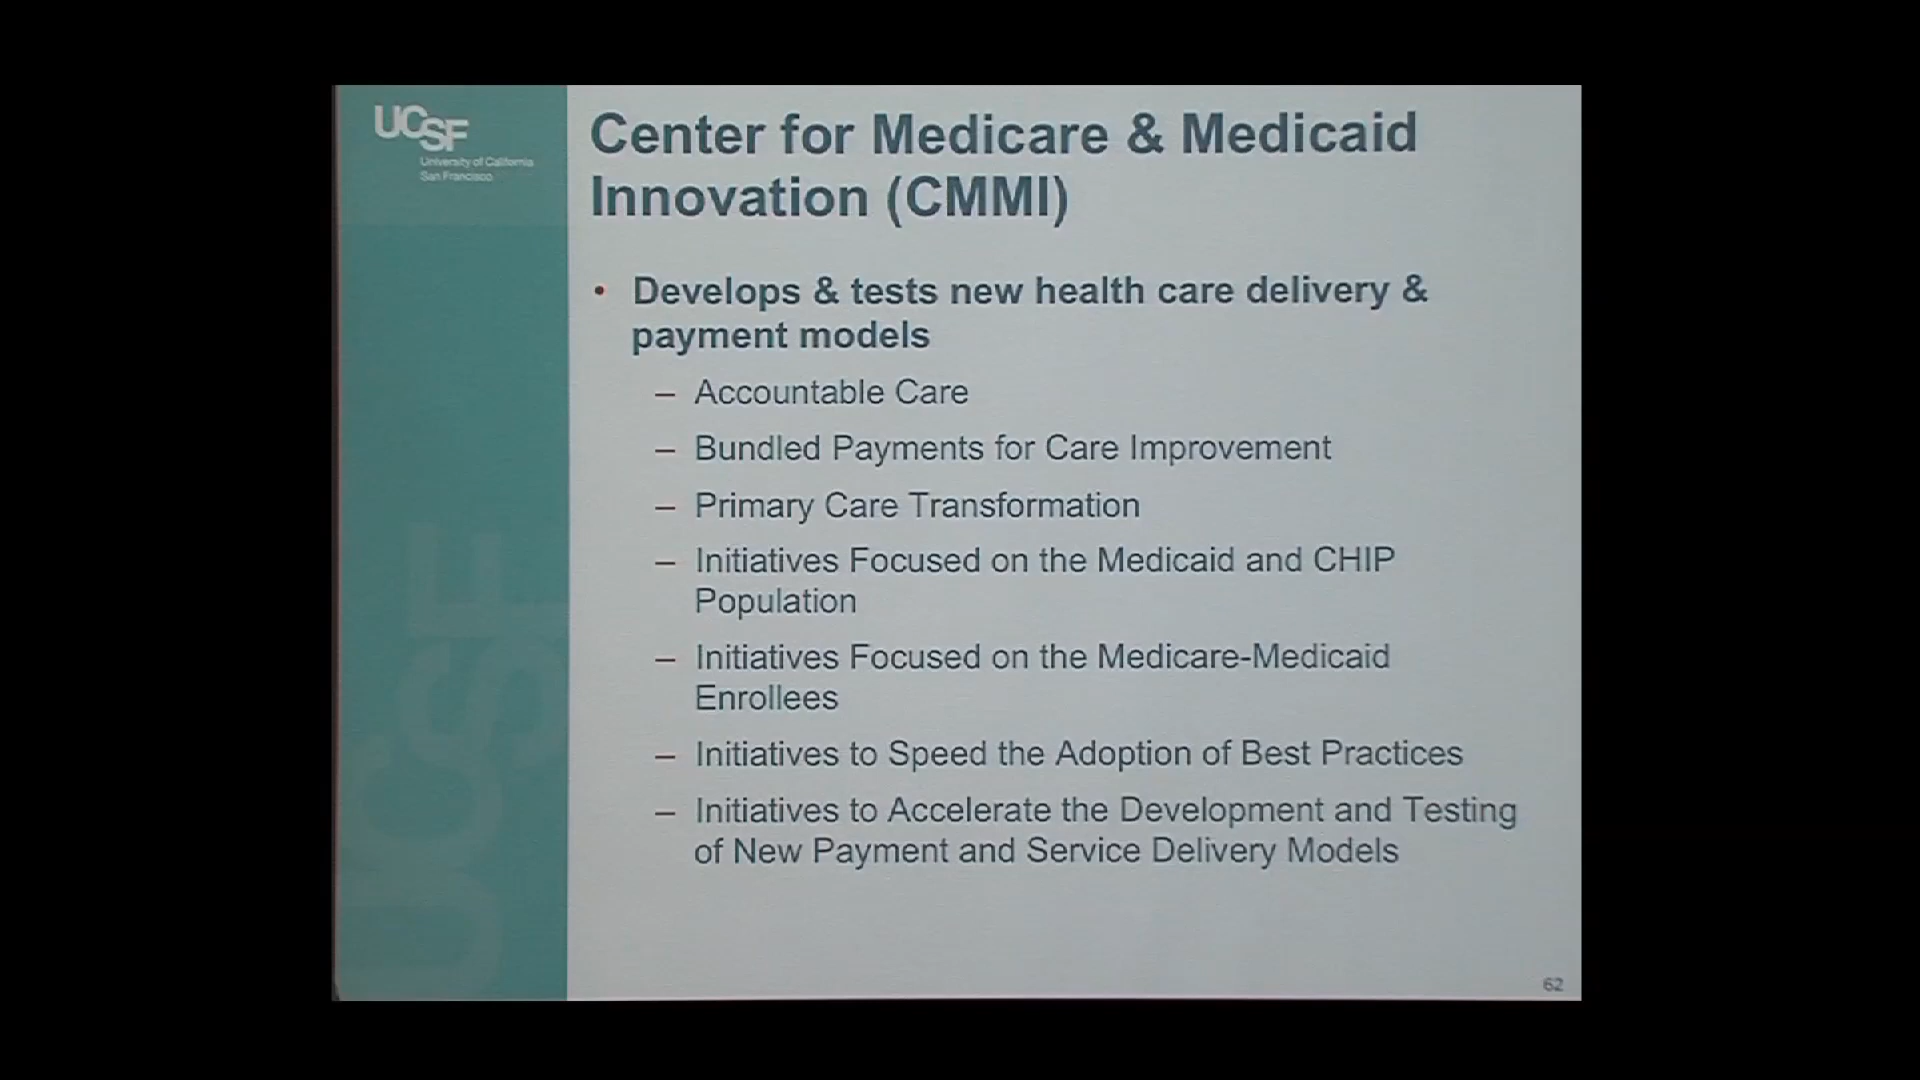 UCSF
University of California
San Francisco
Center for Medicare & Medicaid
Innovation (CMMI)
• Develops & tests new health care delivery &
payment models
– Accountable Care
– Bundled Payments for Care Improvement
– Primary Care Transformation
– Initiatives Focused on the Medicaid and CHIP
Population
– Initiatives Focused on the Medicare-Medicaid
Enrollees
– Initiatives to Speed the Adoption of Best Practices
– Initiatives to Accelerate the Development and Testing
of New Payment and Service Delivery Models
UCSF
62